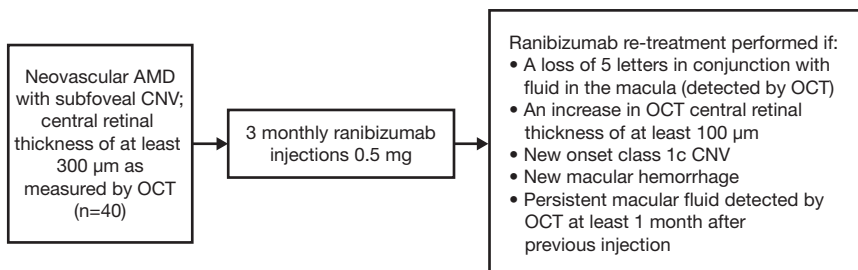 Neovascular AMD
with subfoveal CNV;
central retinal
thickness of at least
300 µm as
measured by OCT
(n=40)
3 monthly ranibizumab
injections 0.5 mg
Ranibizumab re-treatment performed if:
• A loss of 5 letters in conjunction with
fluid in the macula (detected by OCT)
• An increase in OCT central retinal
thickness of at least 100 µm
• New onset class 1c CNV
• New macular hemorrhage
• Persistent macular fluid detected by
OCT at least 1 month after
previous injection